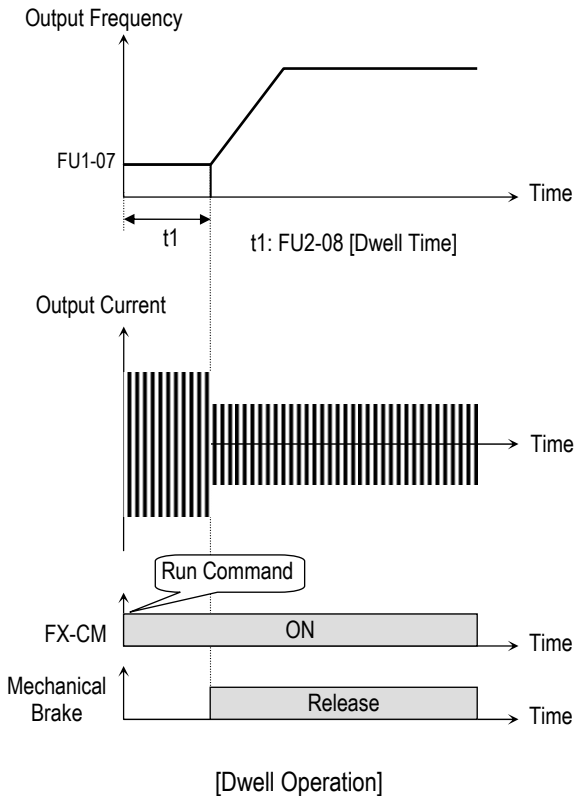 Output Frequency
FU1-07
Time
t1
t1: FU2-08 [Dwell Time]
Output Current
Time
Run Command
FX-CM
ON
Time
Mechanical
Brake
Release
Time
[Dwell Operation]